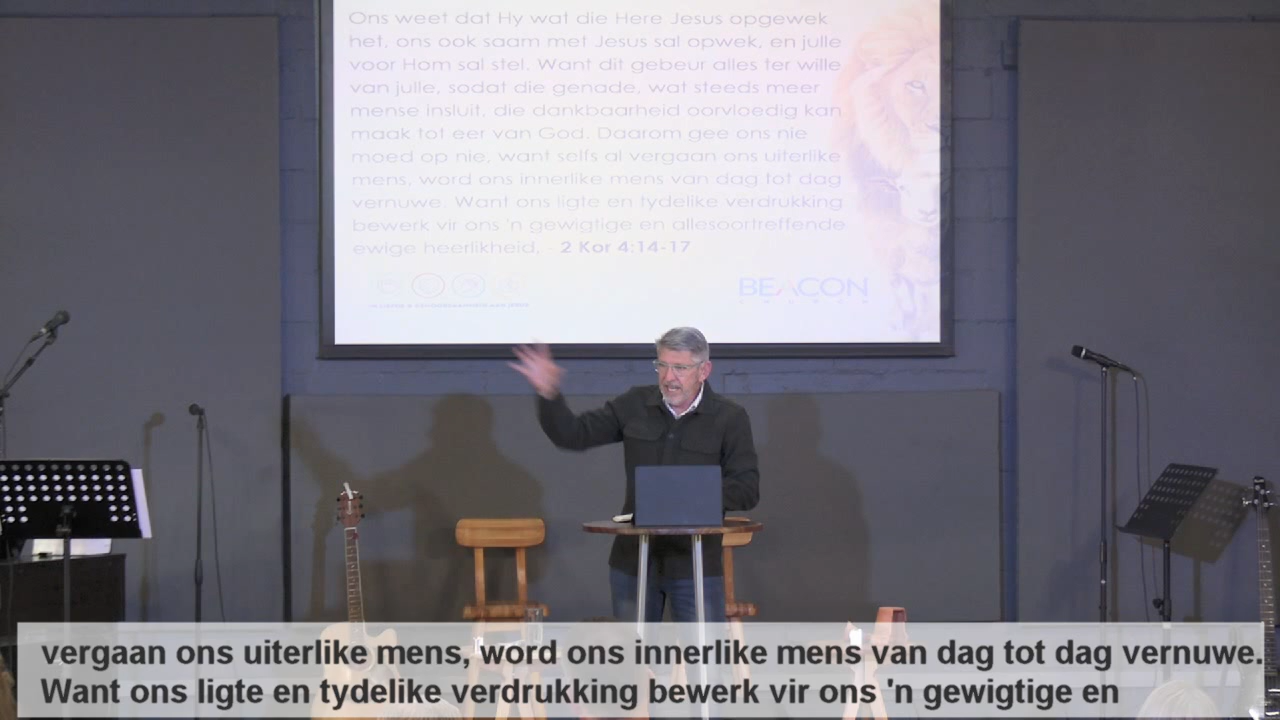 Ons weet dat Hy wat die Here Jesus opgewek
het, ons ook saam met Jesus sal opwek, en julle
voor Hom sal stel. Want dit gebeur alles ter wille
van julle, sodat die genade, wat steeds meer
mense insluit, die dankbaarheid oorvloedig kan
maak tot eer van God. Daarom gee ons nie
moed op nie, want selfs al vergaan ons uiterlike
mens, word ons innerlike mens van dag tot dag
vernuwe. Want ons ligte en tydelike verdrukking
bewerk vir ons 'n gewigtige en allesoortreffende
ewige heerlikheid, - 2 Kor 4:14-17
BEACON
CHURCH
vergaan ons uiterlike mens, word ons innerlike mens van dag tot dag vernuwe.
Want ons ligte en tydelike verdrukking bewerk vir ons 'n gewigtige en